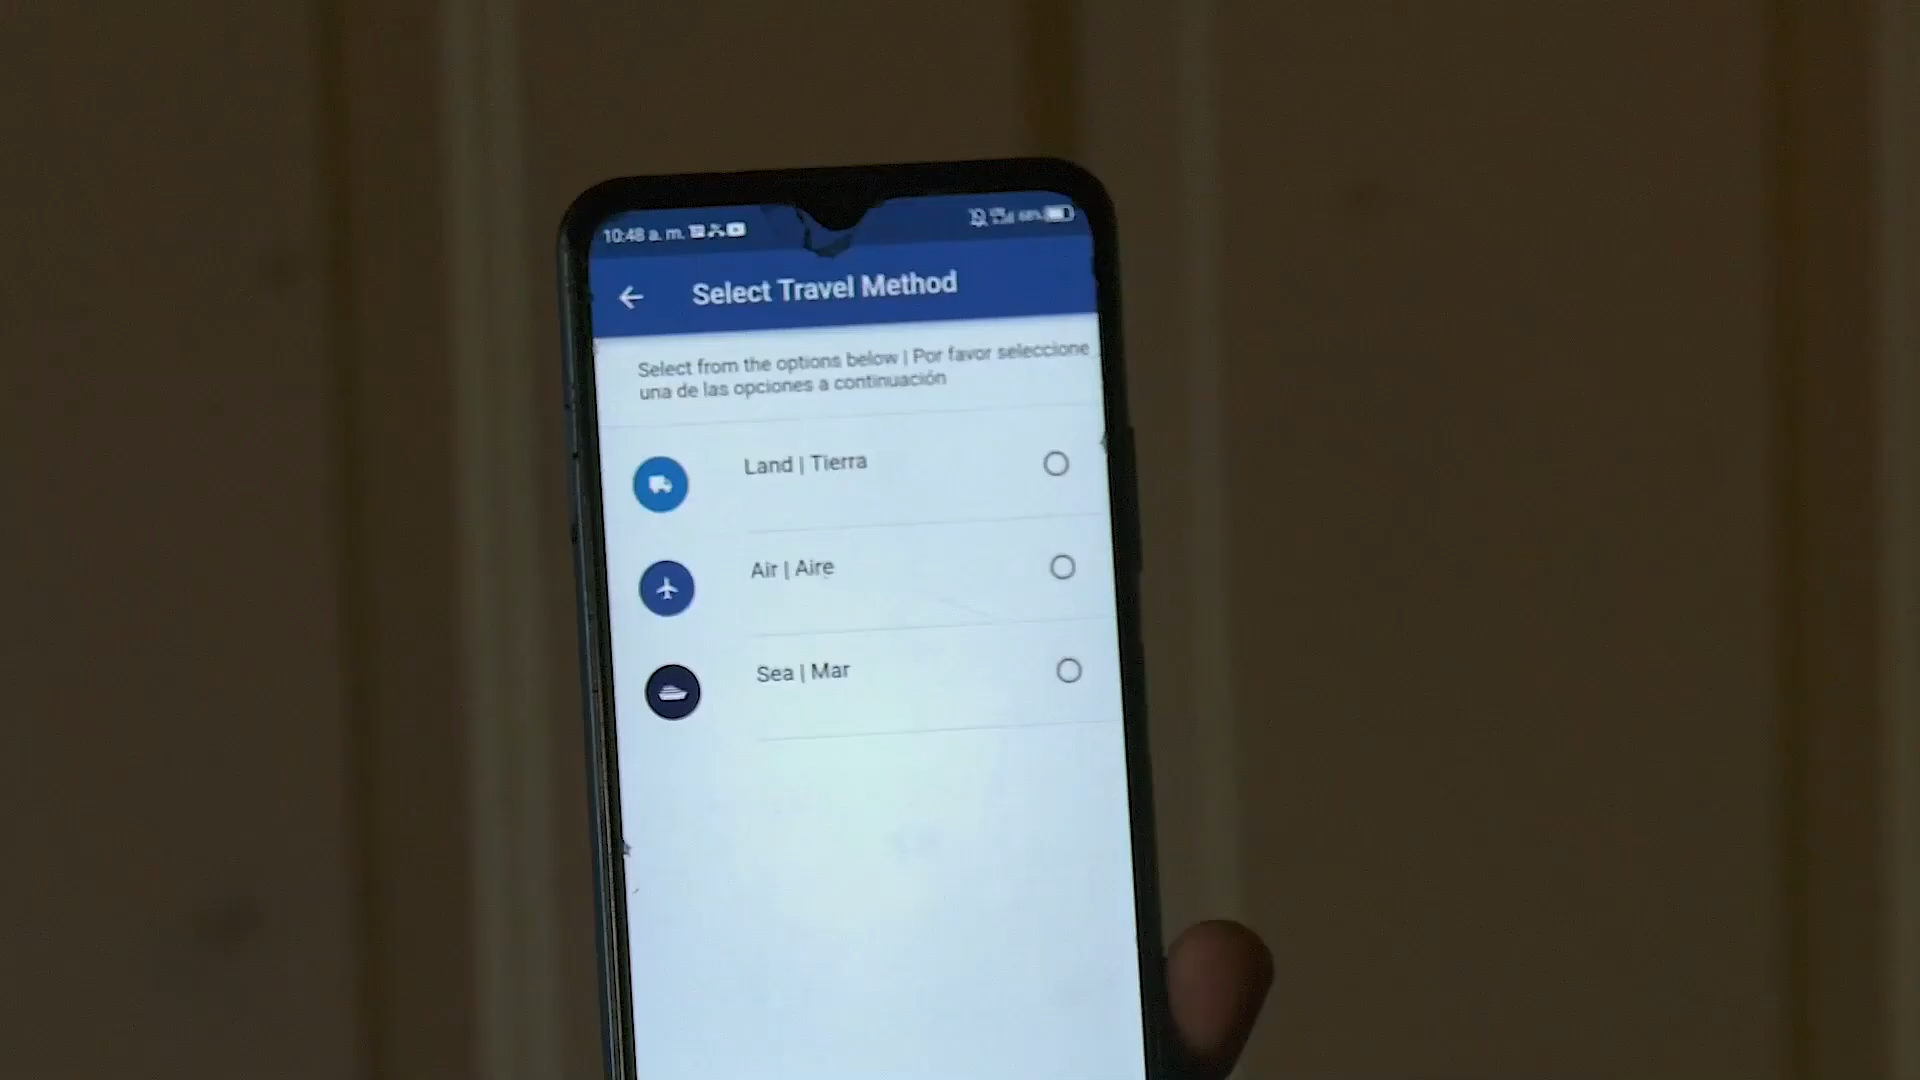 10:48 a. m.
68%
Select Travel Method
Select from the options below | Por favor seleccione
una de las opciones a continuación
Land | Tierra
Air | Aire
Sea | Mar